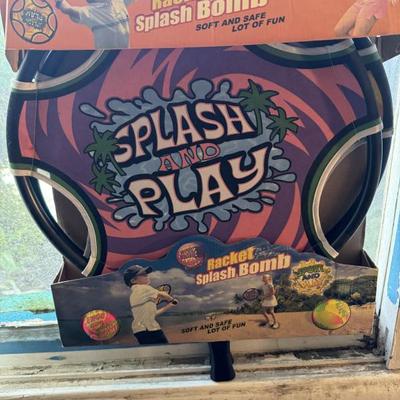 Racket
Splash Bomb
SOFT AND SAFE
LOT OF FUN
SPLASH
AND
PLAY
Racket
Splash Bomb
SOFT AND SAFE
LOT OF FUN